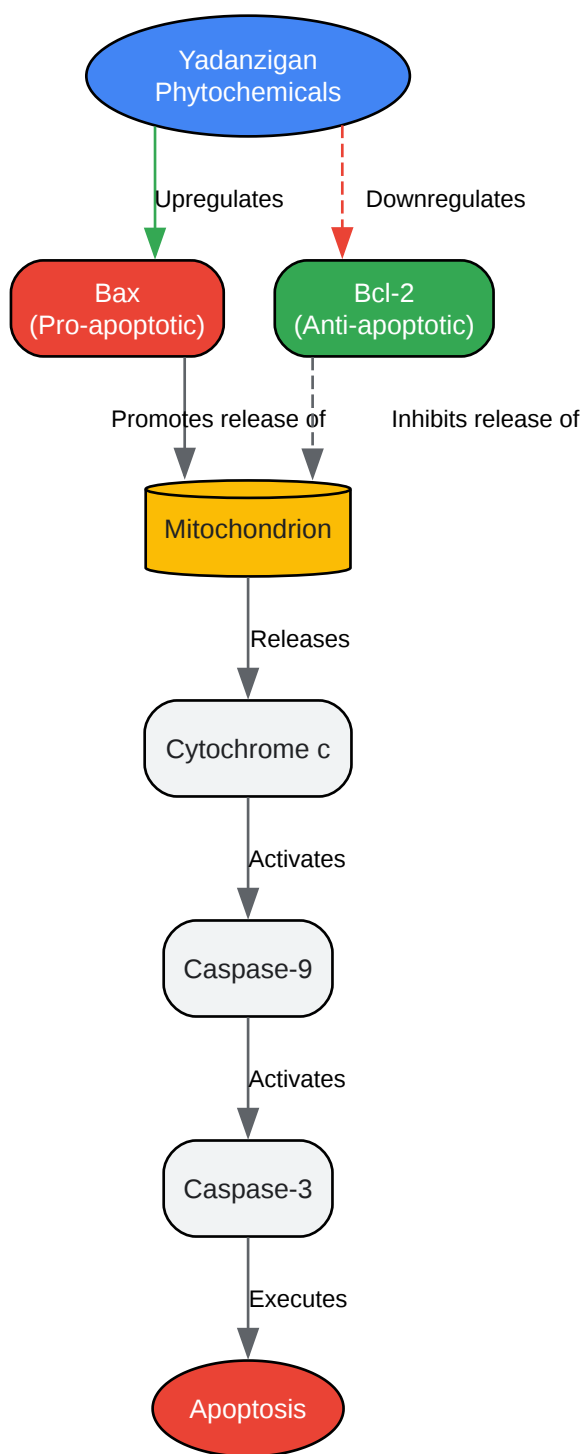 Yadanzigan
Phytochemicals
Upregulates
Downregulates
Bax
(Pro-apoptotic)
Bcl-2
(Anti-apoptotic)
Promotes release of
Inhibits release of
Mitochondrion
Releases
Cytochrome c
Activates
Caspase-9
Activates
Caspase-3
Executes
Apoptosis